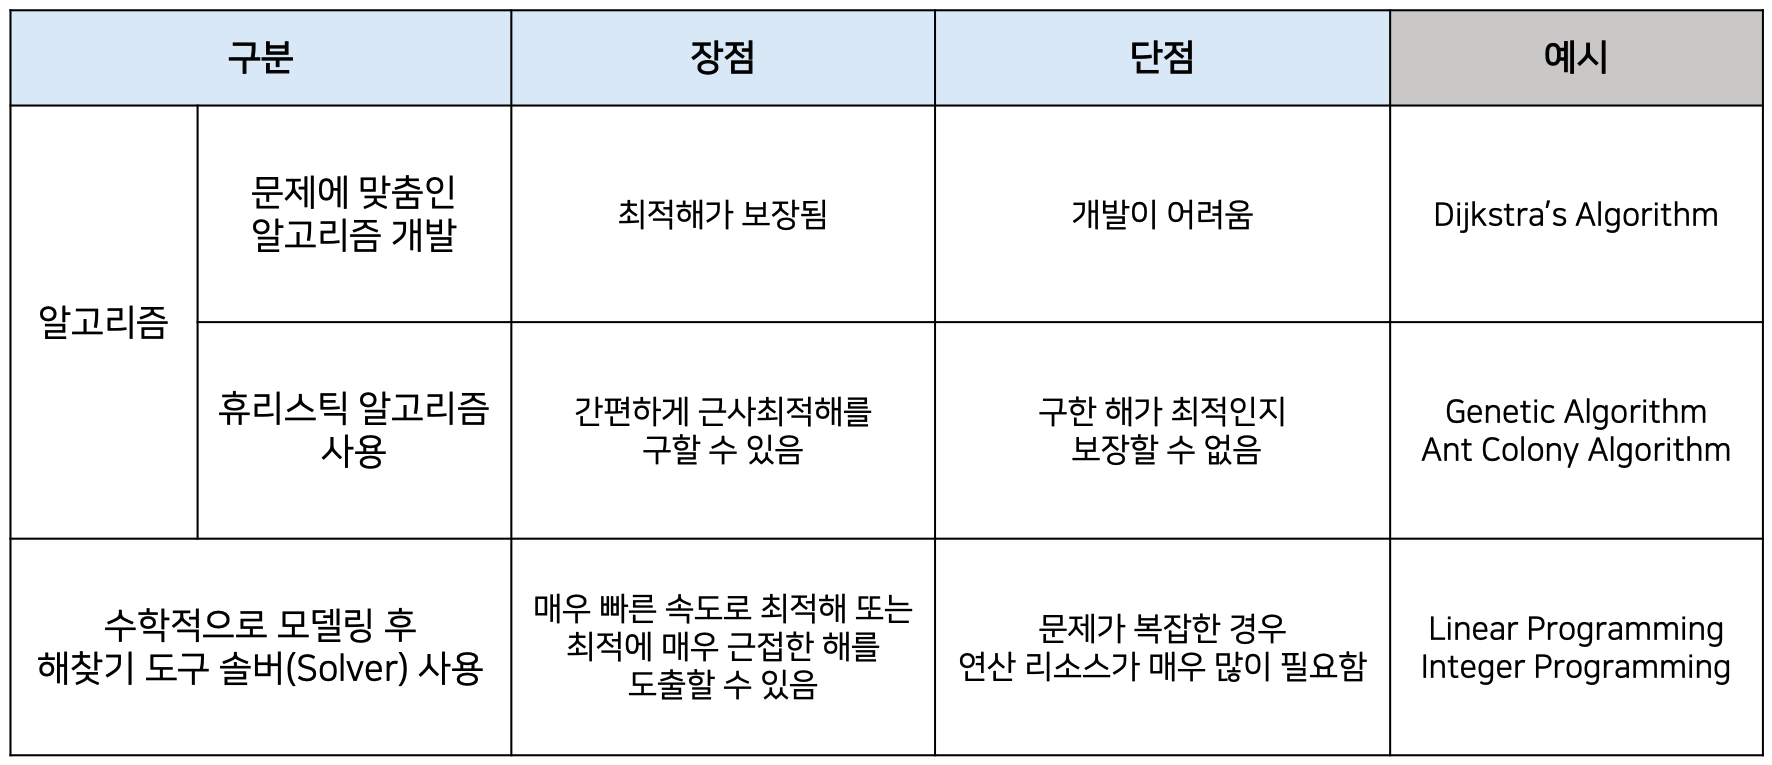 구분
장점
단점
예시
알고리즘
문제에 맞춤인
알고리즘 개발
최적해가 보장됨
개발이 어려움
Dijkstra's Algorithm
휴리스틱 알고리즘
사용
간편하게 근사최적해를
구할 수 있음
구한 해가 최적인지
보장할 수 없음
Genetic Algorithm
Ant Colony Algorithm
수학적으로 모델링 후
해찾기 도구 솔버(Solver) 사용
매우 빠른 속도로 최적해 또는
최적에 매우 근접한 해를
도출할 수 있음
문제가 복잡한 경우
연산 리소스가 매우 많이 필요함
Linear Programming
Integer Programming